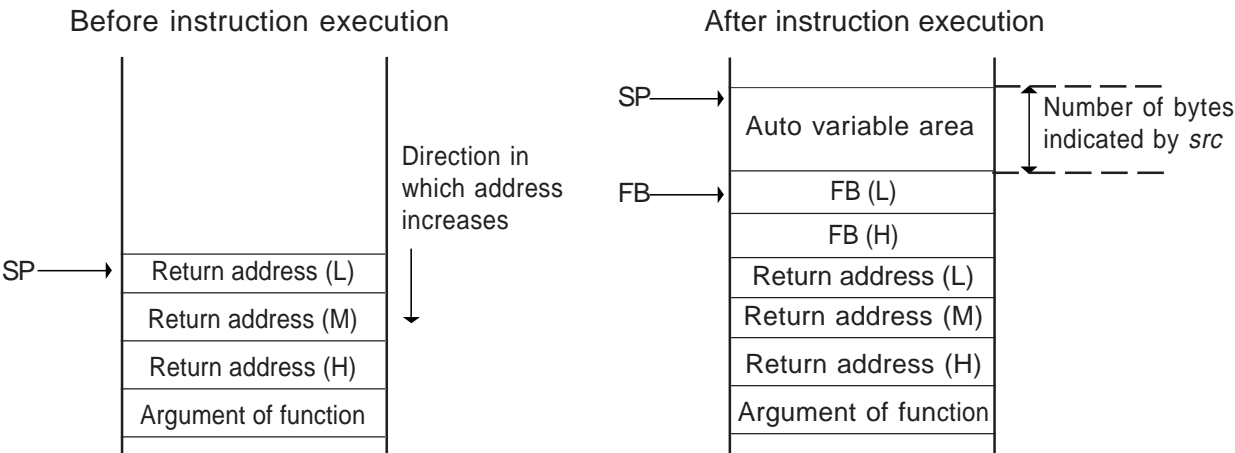 Before instruction execution
SP
Return address (L)
Return address (M)
Return address (H)
Argument of function
Direction in
which address
increases
After instruction execution
SP
Auto variable area
FB
FB (L)
FB (H)
Return address (L)
Return address (M)
Return address (H)
Argument of function
Number of bytes
indicated by src